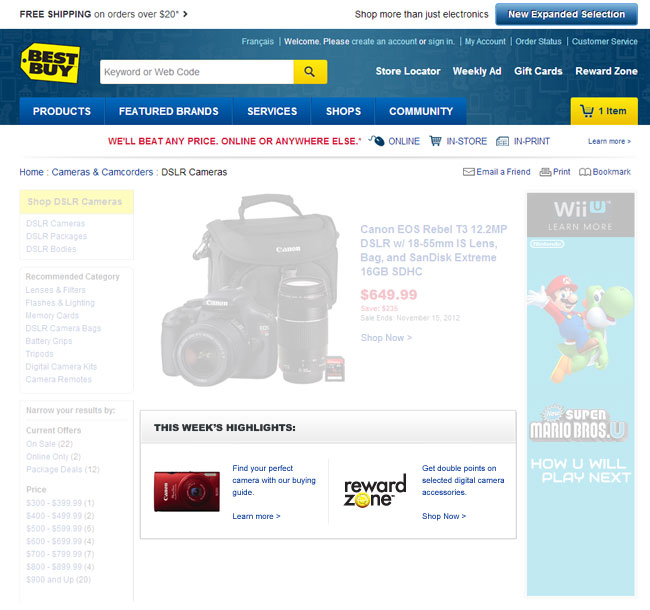 FREE SHIPPING on orders over $20* >
Shop more than just electronics
New Expanded Selection
Français | Welcome. Please create an account or sign in. | My Account | Order Status | Customer Service
BEST BUY
Keyword or Web Code
Store Locator Weekly Ad Gift Cards Reward Zone
PRODUCTS FEATURED BRANDS SERVICES SHOPS COMMUNITY
1 Item
WE'LL BEAT ANY PRICE. ONLINE OR ANYWHERE ELSE.* ONLINE IN-STORE IN-PRINT Learn more >
Home : Cameras & Camcorders : DSLR Cameras
Email a Friend Print Bookmark
Shop DSLR Cameras
DSLR Cameras
DSLR Packages
DSLR Bodies
Recommended Category
Lenses & Filters
Flashes & Lighting
Memory Cards
DSLR Camera Bags
Battery Grips
Tripods
Digital Camera Kits
Camera Remotes
Narrow your results by:
Current Offers
On Sale (22)
Online Only (2)
Package Deals (12)
Price
$300 - $399.99 (1)
$400 - $499.99 (2)
$500 - $599.99 (6)
$600 - $699.99 (4)
$700 - $799.99 (7)
$800 - $899.99 (4)
$900 and Up (20)
Canon
Canon
Canon EOS Rebel T3 12.2MP
DSLR w/ 18-55mm IS Lens,
Bag, and SanDisk Extreme
16GB SDHC
$649.99
Sale Ends: November 15, 2012
Shop Now >
THIS WEEK'S HIGHLIGHTS:
Canon
Find your perfect
camera with our buying
guide.
Learn more >
reward
zone
Get double points on
selected digital camera
accessories.
Shop Now >
Wii U™
LEARN MORE
Nintendo
New SUPER
MARIO BROS. U
HOW U WILL
PLAY NEXT